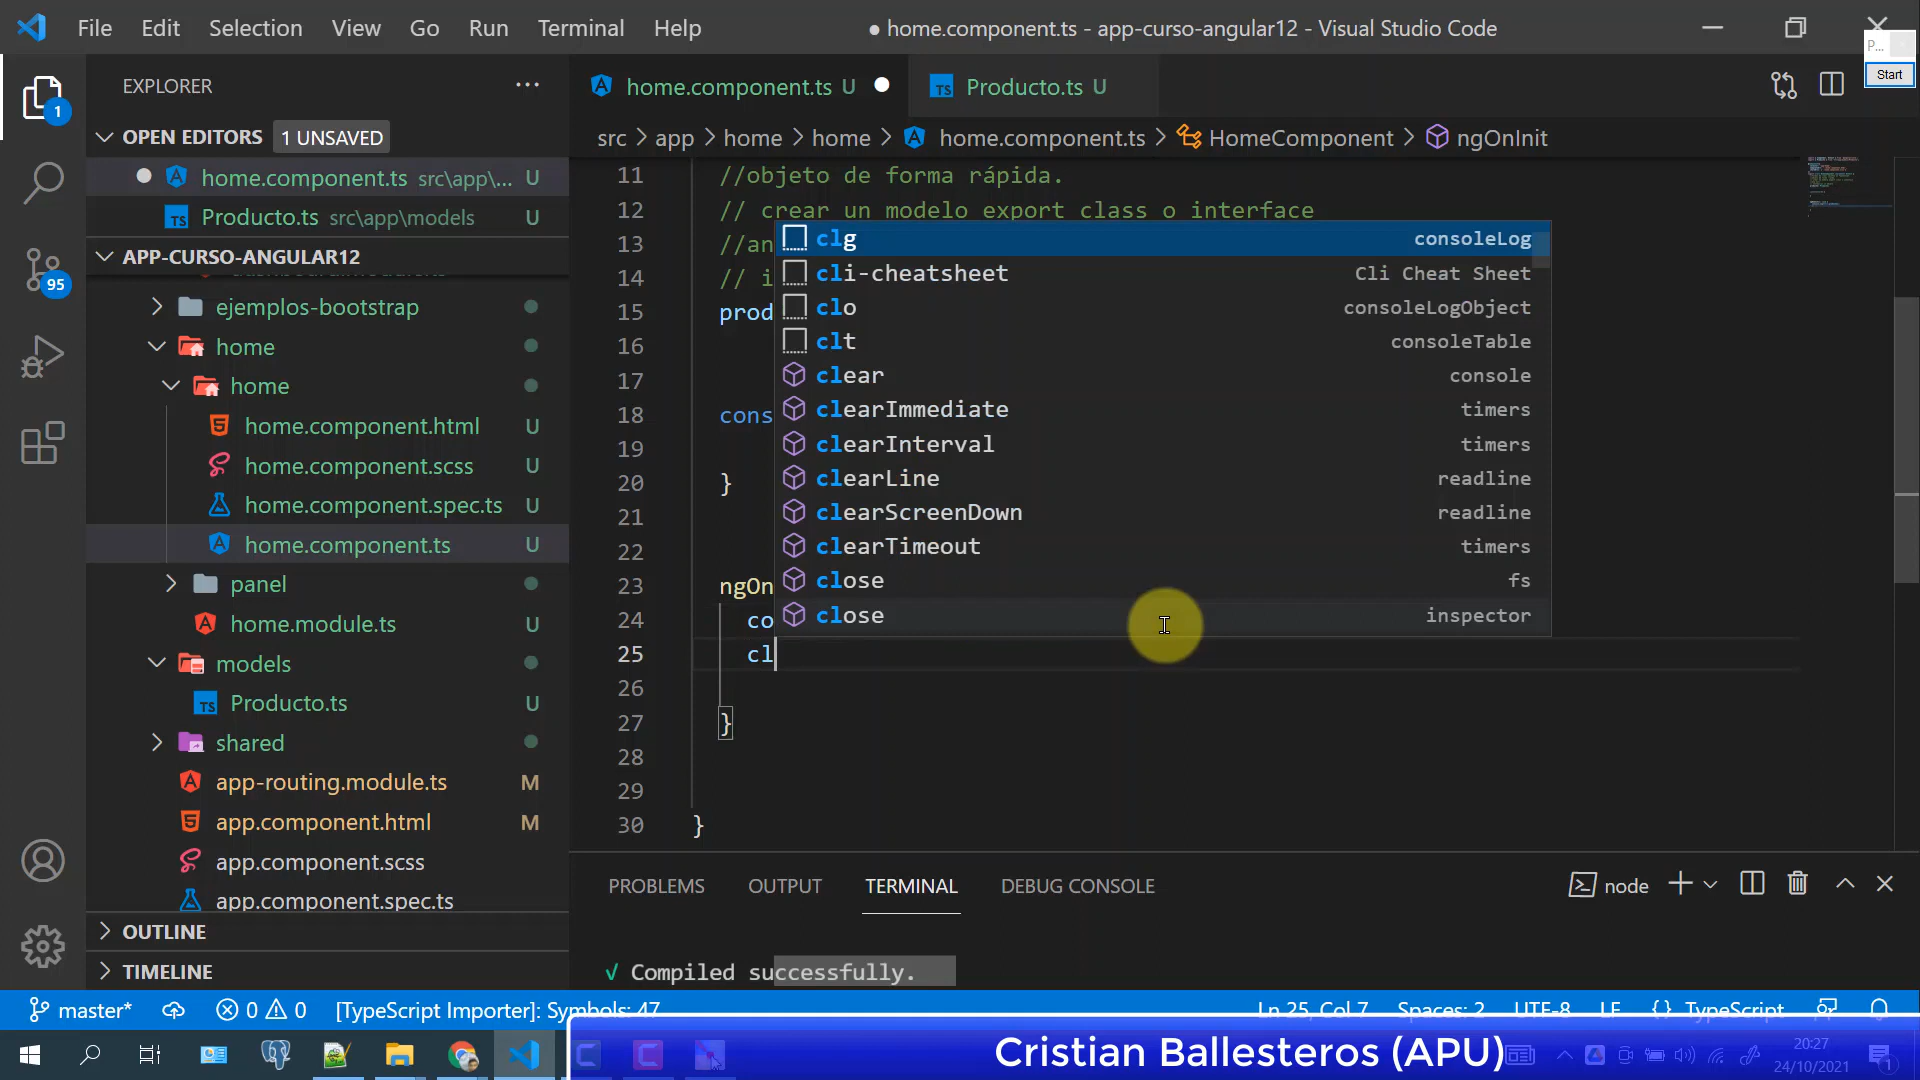 File Edit Selection View Go Run Terminal Help
● home.component.ts - app-curso-angular12 - Visual Studio Code
P...
Start
EXPLORER ...
OPEN EDITORS 1 UNSAVED
home.component.ts src\app\... U
Producto.ts src\app\models U
APP-CURSO-ANGULAR12
ejemplos-bootstrap
home
home
home.component.html U
home.component.scss U
home.component.spec.ts U
home.component.ts U
panel
home.module.ts U
models
Producto.ts U
shared
app-routing.module.ts M
app.component.html M
app.component.scss
app.component.spec.ts
OUTLINE
TIMELINE
1
95
home.component.ts U
Producto.ts U
src > app > home > home > home.component.ts > HomeComponent > ngOnInit
11 //objeto de forma rápida.
12 // crear un modelo export class o interface
13 //an
14 // i
15 prod
16
17
18 cons
19
20 }
21
22
23 ngOn
24 co
25 cl
26
27 }
28
29
30 }
clg consoleLog
cli-cheatsheet Cli Cheat Sheet
clo consoleLogObject
clt consoleTable
clear console
clearImmediate timers
clearInterval timers
clearLine readline
clearScreenDown readline
clearTimeout timers
close fs
close inspector
PROBLEMS OUTPUT TERMINAL DEBUG CONSOLE
node
√ Compiled successfully.
master* 0 0 [TypeScript Importer]: Symbols: 47
Ln 25, Col 7 Spaces: 2 UTF-8 LF {} TypeScript
Cristian Ballesteros (APU)
20:27
24/10/2021
1